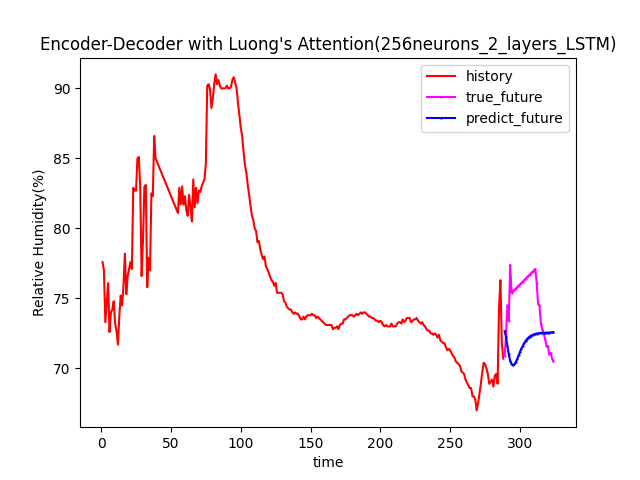 Encoder-Decoder with Luong's Attention(256neurons_2_layers_LSTM)
history
true_future
predict_future
Relative Humidity(%)
90
85
80
75
70
0 50 100 150 200 250 300
time